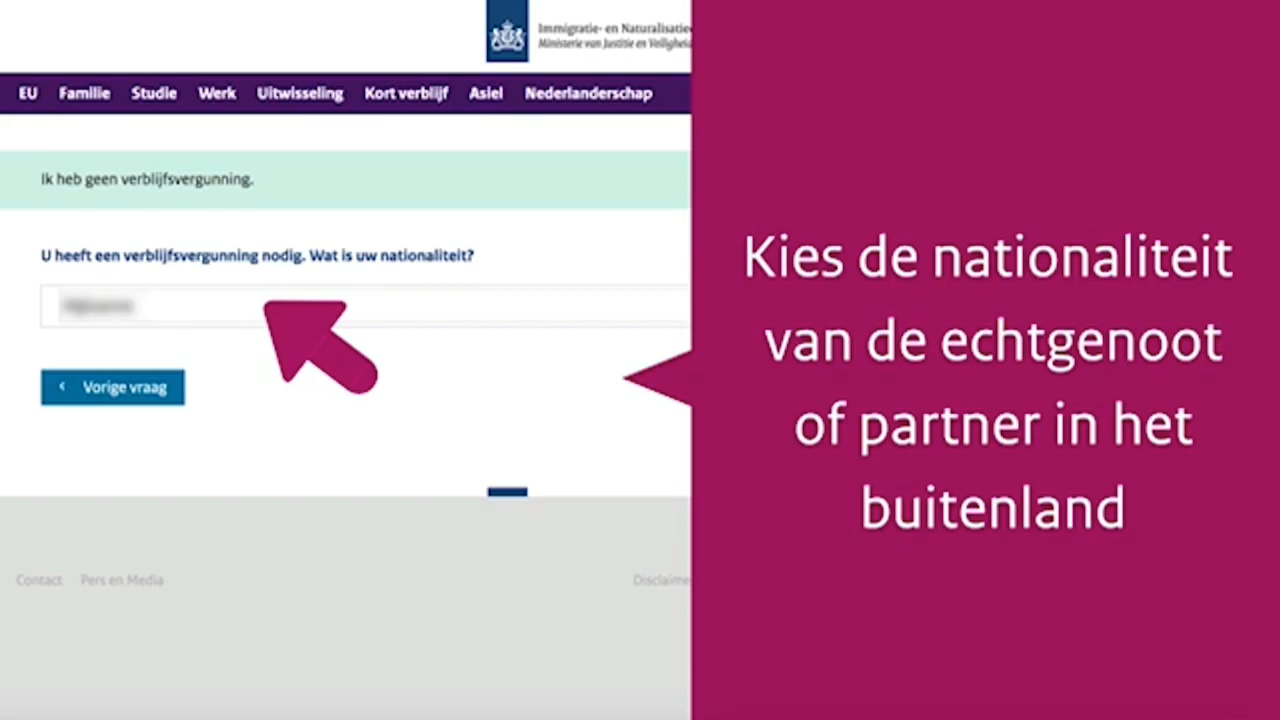 Immigratie- en
Ministerie van Justitie en
EU Familie Studie Werk Uitwisseling Kort verblijf Asiel Nederlanderschap
Ik heb geen verblijfsvergunning.
U heeft een verblijfsvergunning nodig. Wat is uw nationaliteit?
Vorige vraag
Contact Pers en Media
Kies de nationaliteit
van de echtgenoot
of partner in het
buitenland